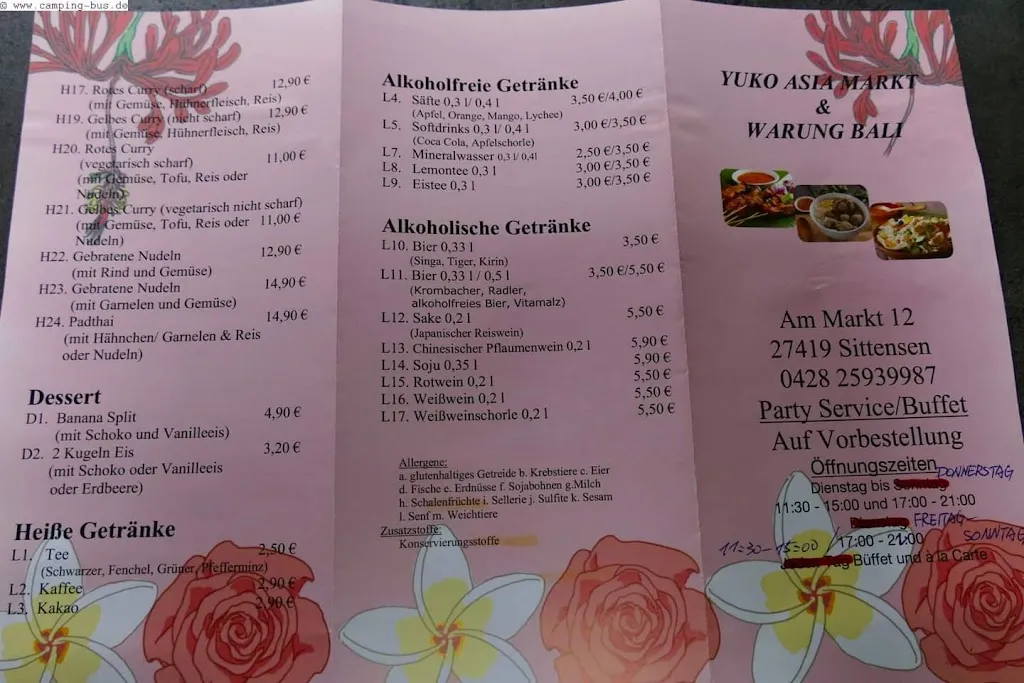 © www.camping-bus.de
H17. Rotes Curry (scharf) 12,90 €
(mit Gemüse, Hühnerfleisch, Reis)
H19. Gelbes Curry (nicht scharf) 12,90 €
(mit Gemüse, Hühnerfleisch, Reis)
H20. Rotes Curry 11,00 €
(vegetarisch scharf)
(mit Gemüse, Tofu, Reis oder
Nudeln)
H21. Gelbes Curry (vegetarisch nicht scharf)
(mit Gemüse, Tofu, Reis oder 11,00 €
Nudeln)
H22. Gebratene Nudeln 12,90 €
(mit Rind und Gemüse)
H23. Gebratene Nudeln 14,90 €
(mit Garnelen und Gemüse)
H24. Padthai 14,90 €
(mit Hähnchen/ Garnelen & Reis
oder Nudeln)
Dessert
D1. Banana Split 4,90 €
(mit Schoko und Vanilleeis)
D2. 2 Kugeln Eis 3,20 €
(mit Schoko oder Vanilleeis
oder Erdbeere)
Heiße Getränke
L1. Tee 2,50 €
(Schwarzer, Fenchel, Grüner, Pfefferminz)
L2. Kaffee 2,90 €
L3. Kakao 2,90 €
Alkoholfreie Getränke
L4. Säfte 0,3 l/ 0,4 l 3,50 €/4,00 €
(Apfel, Orange, Mango, Lychee)
L5. Softdrinks 0,3 l/ 0,4 l 3,00 €/3,50 €
(Coca Cola, Apfelschorle)
L7. Mineralwasser 0,3 l/ 0,4l 2,50 €/3,50 €
L8. Lemontee 0,3 l 3,00 €/3,50 €
L9. Eistee 0,3 l 3,00 €/3,50 €
Alkoholische Getränke
L10. Bier 0,33 l 3,50 €
(Singa, Tiger, Kirin)
L11. Bier 0,33 l / 0,5 l 3,50 €/5,50 €
(Krombacher, Radler,
alkoholfreies Bier, Vitamalz)
L12. Sake 0,2 l 5,50 €
(Japanischer Reiswein)
L13. Chinesischer Pflaumenwein 0,2 l 5,90 €
L14. Soju 0,35 l 5,90 €
L15. Rotwein 0,2 l 5,50 €
L16. Weißwein 0,2 l 5,50 €
L17. Weißweinschorle 0,2 l 5,50 €
Allergene:
a. glutenhaltiges Getreide b. Krebstiere c. Eier
d. Fische e. Erdnüsse f. Sojabohnen g.Milch
h. Schalenfrüchte i. Sellerie j. Sulfite k. Sesam
l. Senf m. Weichtiere
Zusatzstoffe:
Konservierungsstoffe
YUKO ASIA MARKT
&
WARUNG BALI
Am Markt 12
27419 Sittensen
0428 25939987
Party Service/Buffet
Auf Vorbestellung
Öffnungszeiten
Dienstag bis DONNERSTAG
11:30 - 15:00 und 17:00 - 21:00
FREITAG SONNTAG
11:30-15:00 / 17:00 - 21:00
Büffet und a la Carte